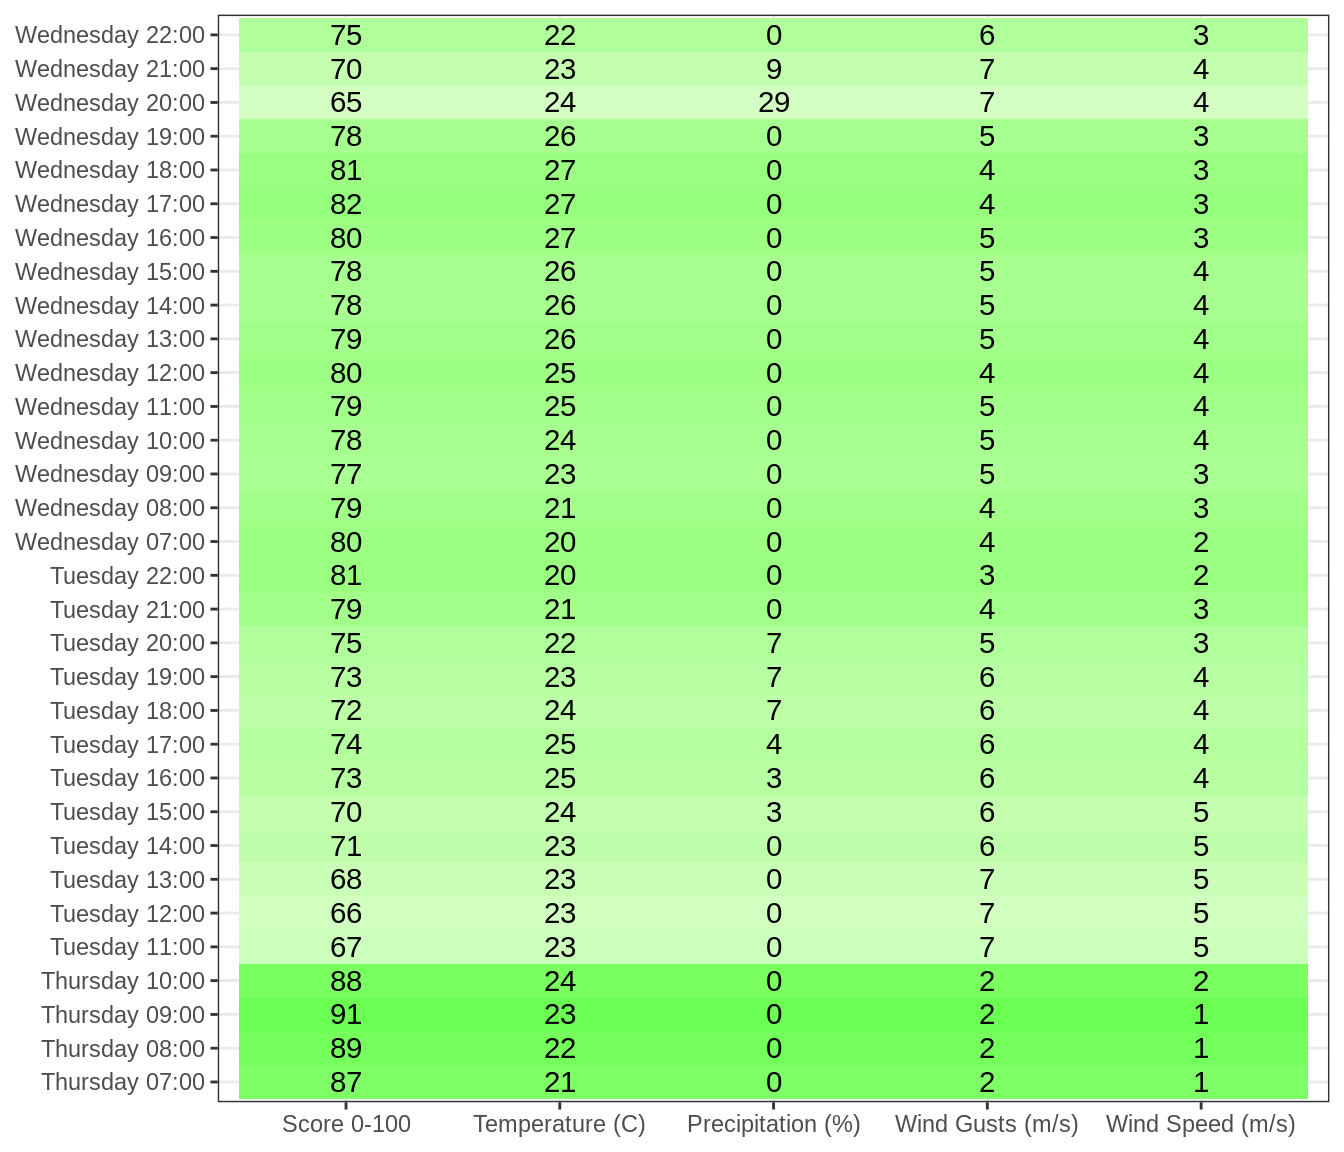 Wednesday 22:00 75 22 0 6 3
Wednesday 21:00 70 23 9 7 4
Wednesday 20:00 65 24 29 7 4
Wednesday 19:00 78 26 0 5 3
Wednesday 18:00 81 27 0 4 3
Wednesday 17:00 82 27 0 4 3
Wednesday 16:00 80 27 0 5 3
Wednesday 15:00 78 26 0 5 4
Wednesday 14:00 78 26 0 5 4
Wednesday 13:00 79 26 0 5 4
Wednesday 12:00 80 25 0 4 4
Wednesday 11:00 79 25 0 5 4
Wednesday 10:00 78 24 0 5 4
Wednesday 09:00 77 23 0 5 3
Wednesday 08:00 79 21 0 4 3
Wednesday 07:00 80 20 0 4 2
Tuesday 22:00 81 20 0 3 2
Tuesday 21:00 79 21 0 4 3
Tuesday 20:00 75 22 7 5 3
Tuesday 19:00 73 23 7 6 4
Tuesday 18:00 72 24 7 6 4
Tuesday 17:00 74 25 4 6 4
Tuesday 16:00 73 25 3 6 4
Tuesday 15:00 70 24 3 6 5
Tuesday 14:00 71 23 0 6 5
Tuesday 13:00 68 23 0 7 5
Tuesday 12:00 66 23 0 7 5
Tuesday 11:00 67 23 0 7 5
Thursday 10:00 88 24 0 2 2
Thursday 09:00 91 23 0 2 1
Thursday 08:00 89 22 0 2 1
Thursday 07:00 87 21 0 2 1
Score 0-100 Temperature (C) Precipitation (%) Wind Gusts (m/s) Wind Speed (m/s)